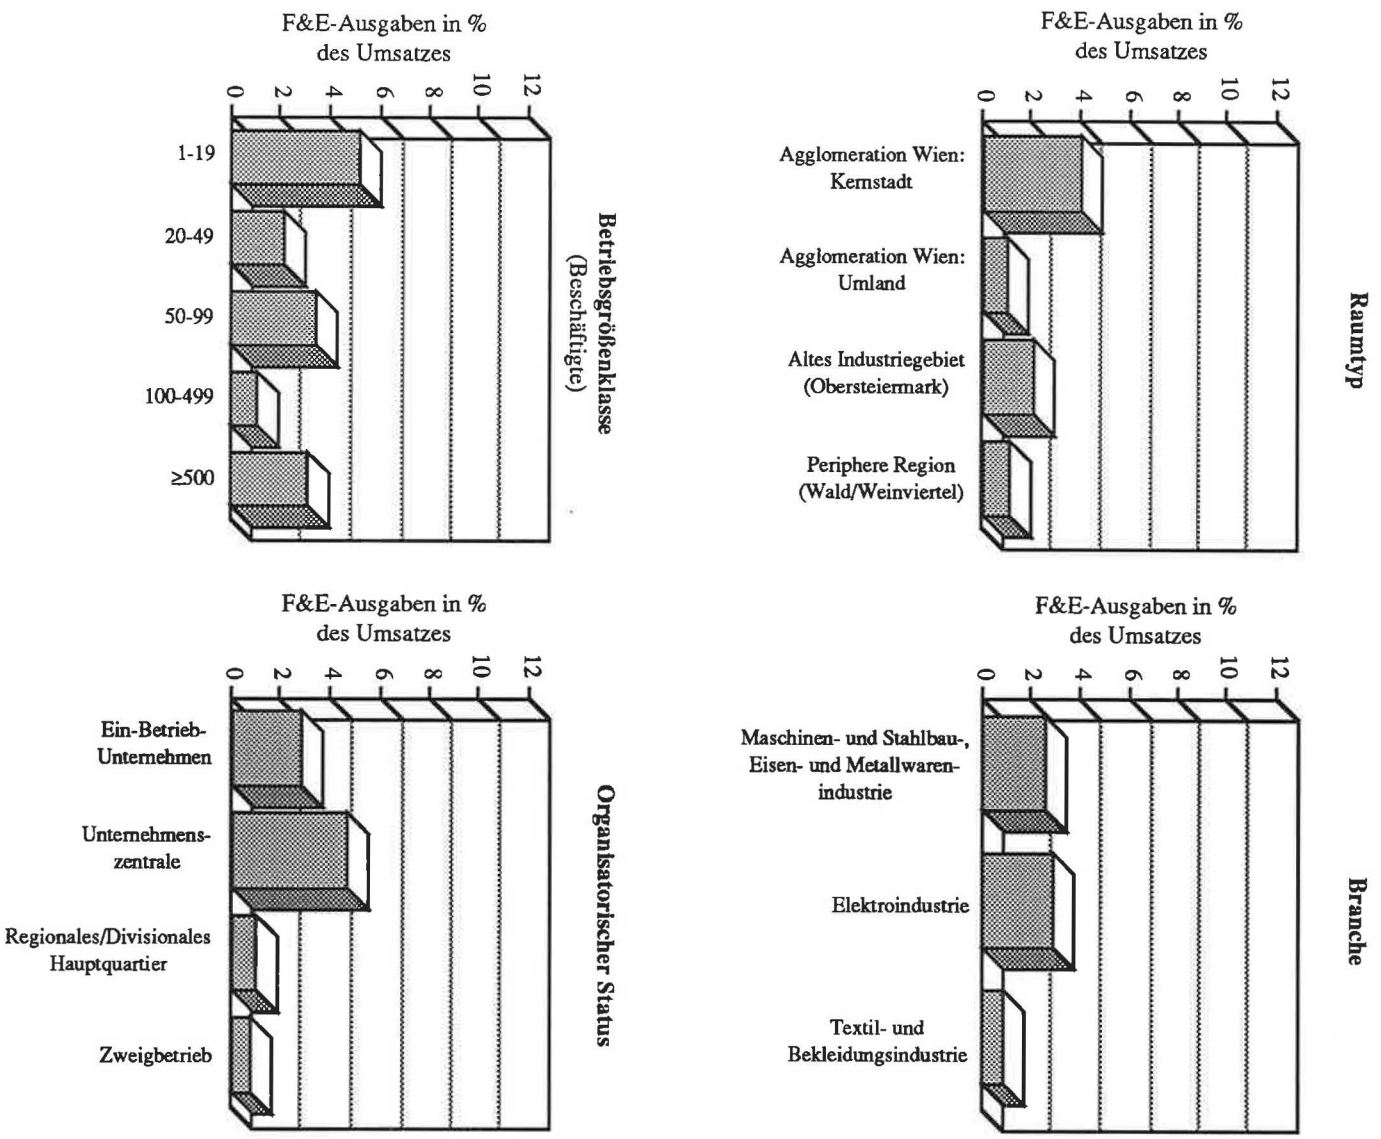 F&E-Ausgaben in %
des Umsatzes
0 2 4 6 8 10 12
1-19
20-49
50-99
100-499
≥500
Betriebsgrößenklasse
(Beschäftigte)
F&E-Ausgaben in %
des Umsatzes
0 2 4 6 8 10 12
Agglomeration Wien:
Kernstadt
Agglomeration Wien:
Umland
Altes Industriegebiet
(Obersteiermark)
Periphere Region
(Wald/Weinviertel)
Raumtyp
F&E-Ausgaben in %
des Umsatzes
0 2 4 6 8 10 12
Ein-Betrieb-
Unternehmen
Unternehmens-
zentrale
Regionales/Divisionales
Hauptquartier
Zweigbetrieb
Organisatorischer Status
F&E-Ausgaben in %
des Umsatzes
0 2 4 6 8 10 12
Maschinen- und Stahlbau-,
Eisen- und Metallwaren-
industrie
Elektroindustrie
Textil- und
Bekleidungsindustrie
Branche